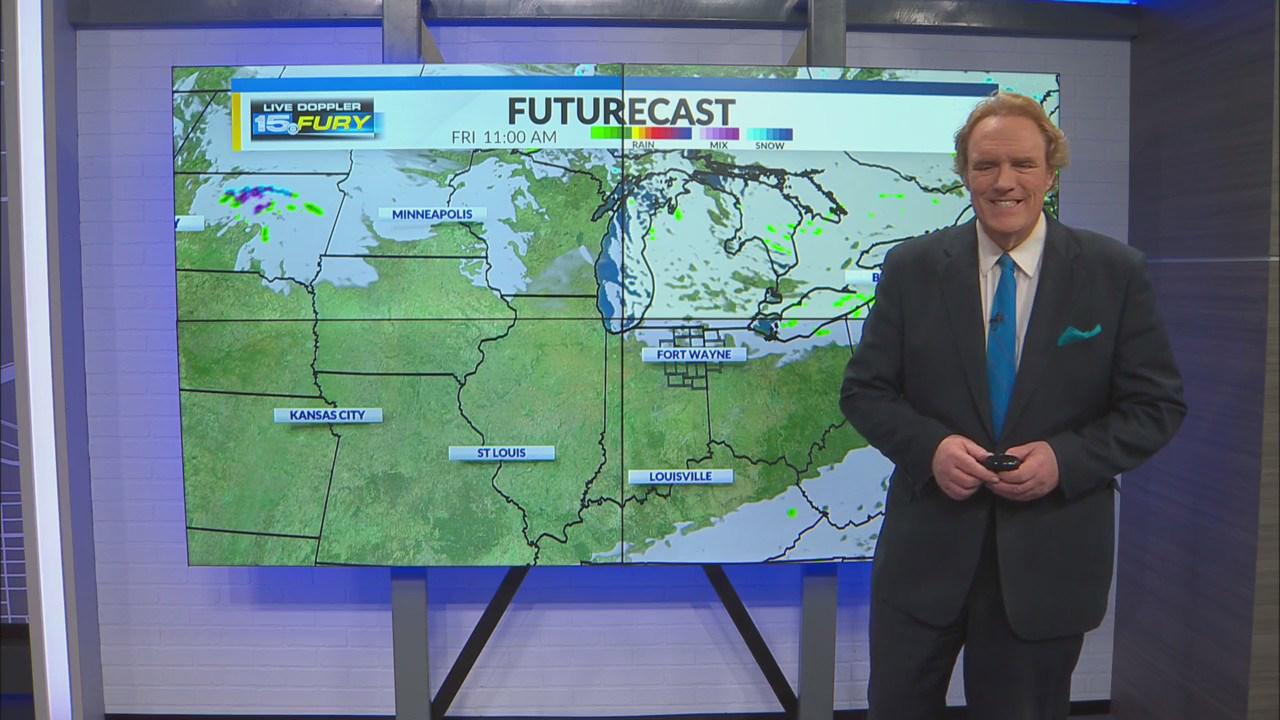 LIVE DOPPLER
15 FURY
FUTURECAST
FRI 11:00 AM
RAIN
MIX
SNOW
MINNEAPOLIS
FORT WAYNE
KANSAS CITY
ST LOUIS
LOUISVILLE